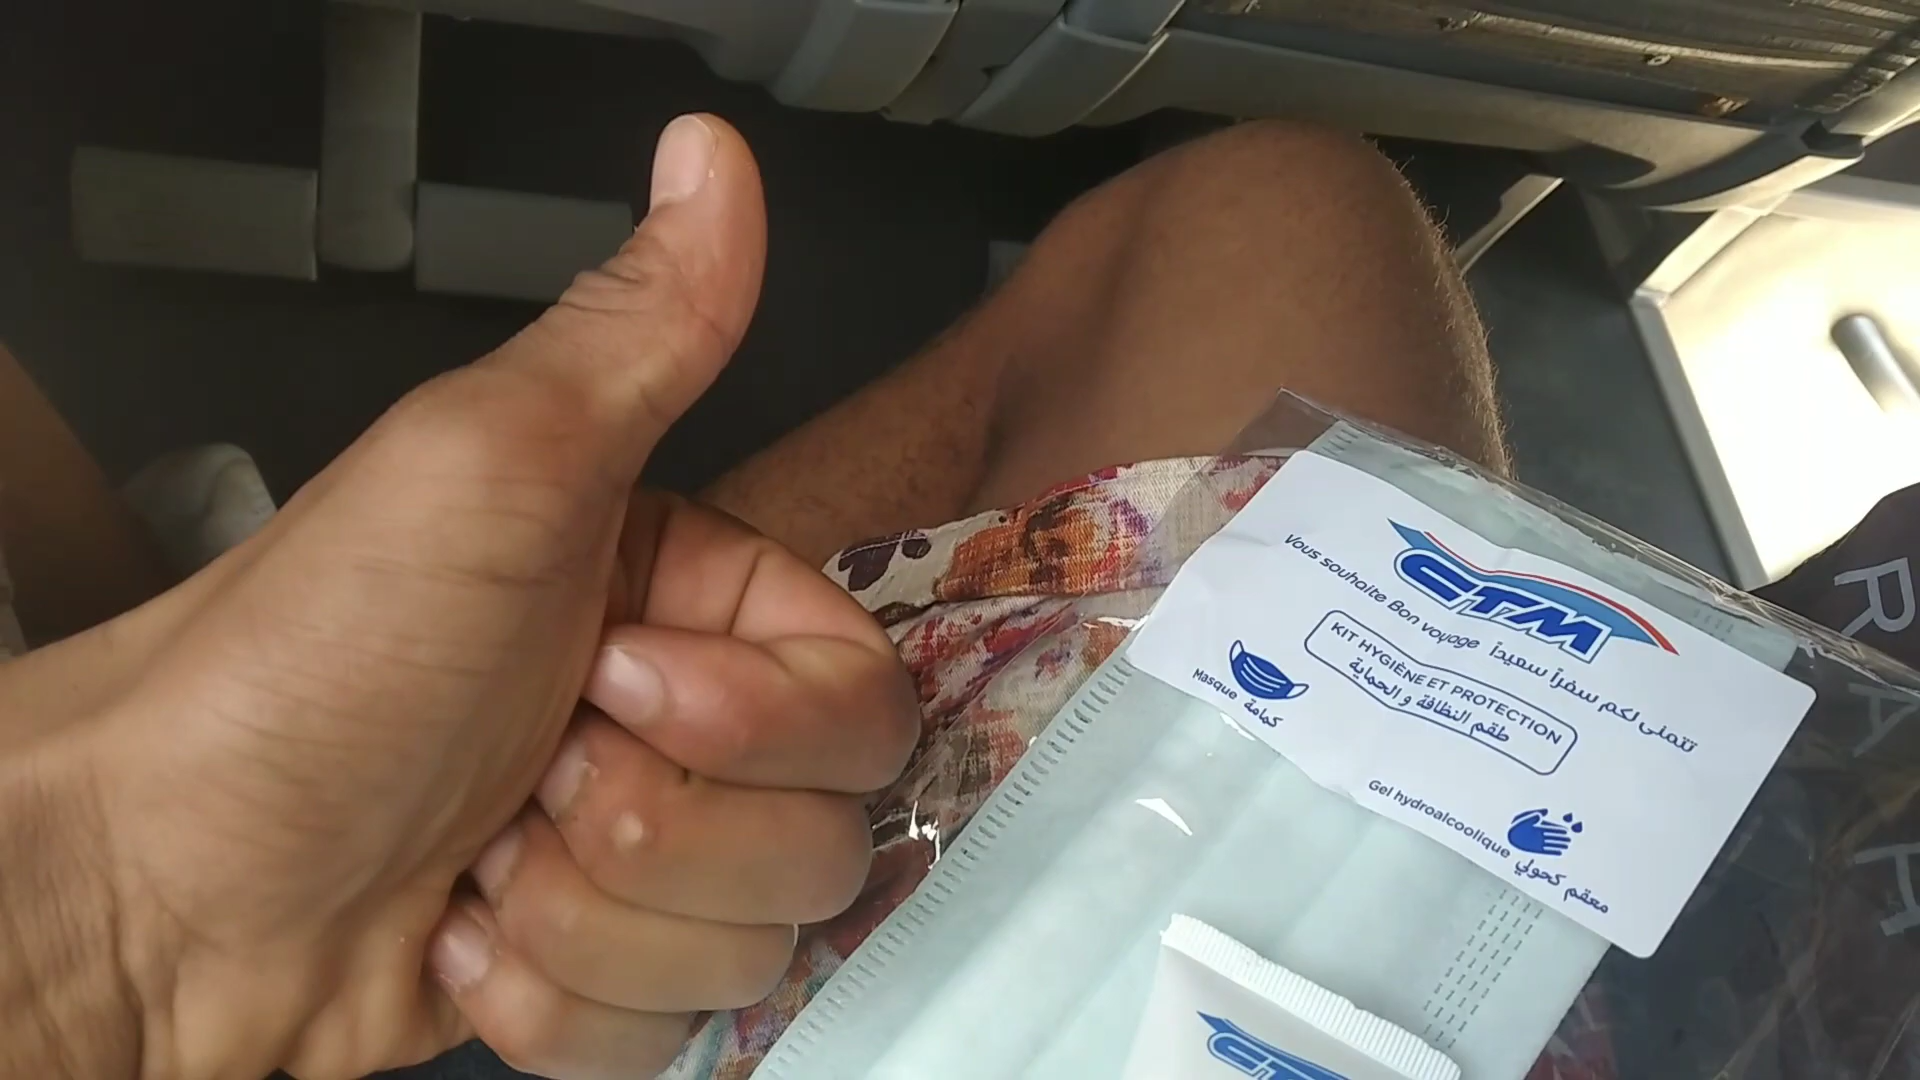 CTM
Vous souhaite Bon voyage تتمنى لكم سفراً سعيداً
KIT HYGIÈNE ET PROTECTION
طقم النظافة و الحماية
Masque كمامة
Gel hydroalcoolique معقم كحولي
CTM
R
A
H